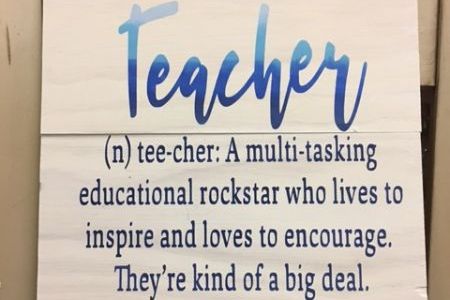 Teacher
(n) tee-cher: A multi-tasking
educational rockstar who lives to
inspire and loves to encourage.
They're kind of a big deal.